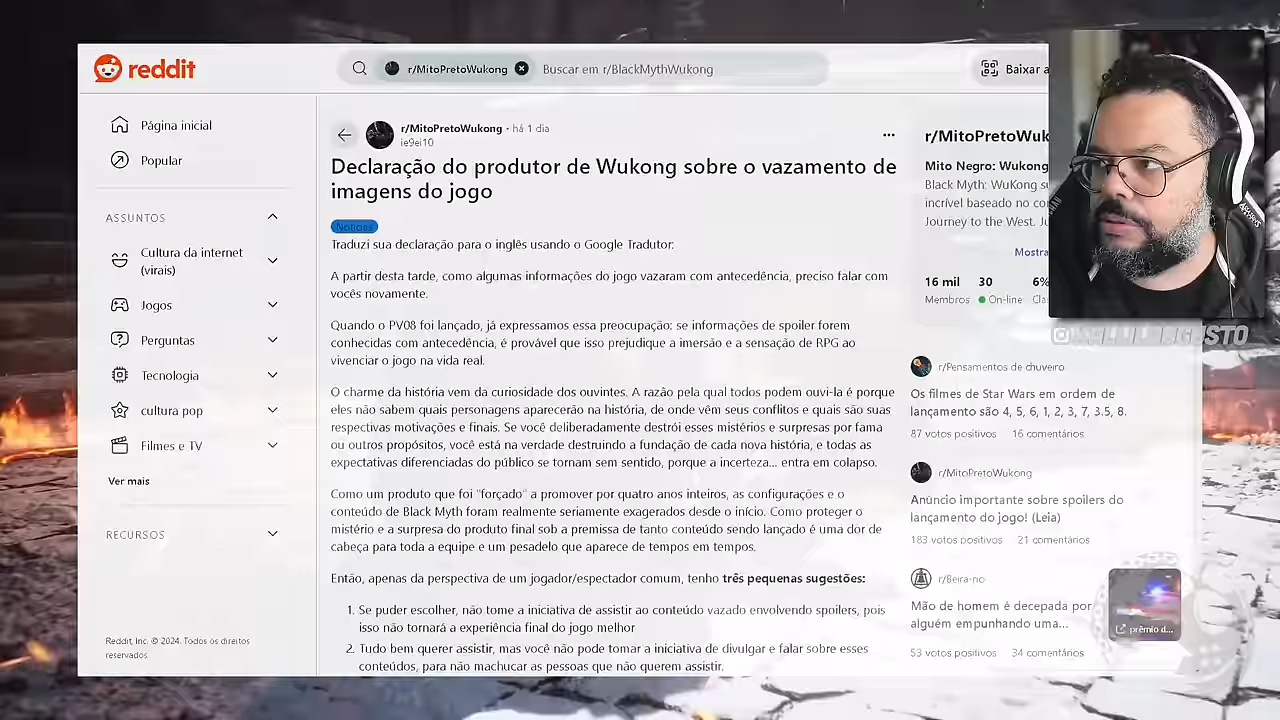 reddit
r/MitoPretoWukong
Buscar em r/BlackMythWukong
Baixar a
Página inicial
Popular
ASSUNTOS
Cultura da internet
(virais)
Jogos
Perguntas
Tecnologia
cultura pop
Filmes e TV
Ver mais
RECURSOS
Reddit, Inc. © 2024. Todos os direitos
reservados.
r/MitoPretoWukong • há 1 dia
ie9ei10
Declaração do produtor de Wukong sobre o vazamento de
imagens do jogo
Notícias
Traduzi sua declaração para o inglês usando o Google Tradutor:
A partir desta tarde, como algumas informações do jogo vazaram com antecedência, preciso falar com
vocês novamente.
Quando o PV08 foi lançado, já expressamos essa preocupação: se informações de spoiler forem
conhecidas com antecedência, é provável que isso prejudique a imersão e a sensação de RPG ao
vivenciar o jogo na vida real.
O charme da história vem da curiosidade dos ouvintes. A razão pela qual todos podem ouvi-la é porque
eles não sabem quais personagens aparecerão na história, de onde vêm seus conflitos e quais são suas
respectivas motivações e finais. Se você deliberadamente destrói esses mistérios e surpresas por fama
ou outros propósitos, você está na verdade destruindo a fundação de cada nova história, e todas as
expectativas diferenciadas do público se tornam sem sentido, porque a incerteza... entra em colapso.
Como um produto que foi "forçado" a promover por quatro anos inteiros, as configurações e o
conteúdo de Black Myth foram realmente seriamente exagerados desde o início. Como proteger o
mistério e a surpresa do produto final sob a premissa de tanto conteúdo sendo lançado é uma dor de
cabeça para toda a equipe e um pesadelo que aparece de tempos em tempos.
Então, apenas da perspectiva de um jogador/espectador comum, tenho três pequenas sugestões:
1. Se puder escolher, não tome a iniciativa de assistir ao conteúdo vazado envolvendo spoilers, pois
isso não tornará a experiência final do jogo melhor
2. Tudo bem querer assistir, mas você não pode tomar a iniciativa de divulgar e falar sobre esses
conteúdos, para não machucar as pessoas que não querem assistir.
r/MitoPretoWuk
Mito Negro: Wukong
Black Myth: WuKong su
incrível baseado no co
Journey to the West. Ju
Mostra
16 mil 30 6%
Membros On-line Cla
r/Pensamentos de chuveiro
Os filmes de Star Wars em ordem de
lançamento são 4, 5, 6, 1, 2, 3, 7, 3.5, 8.
87 votos positivos 16 comentários
r/MitoPretoWukong
Anúncio importante sobre spoilers do
lançamento do jogo! (Leia)
183 votos positivos 21 comentários
r/Beira-rio
Mão de homem é decepada por
alguém empunhando uma...
prêmio d...
53 votos positivos 34 comentários